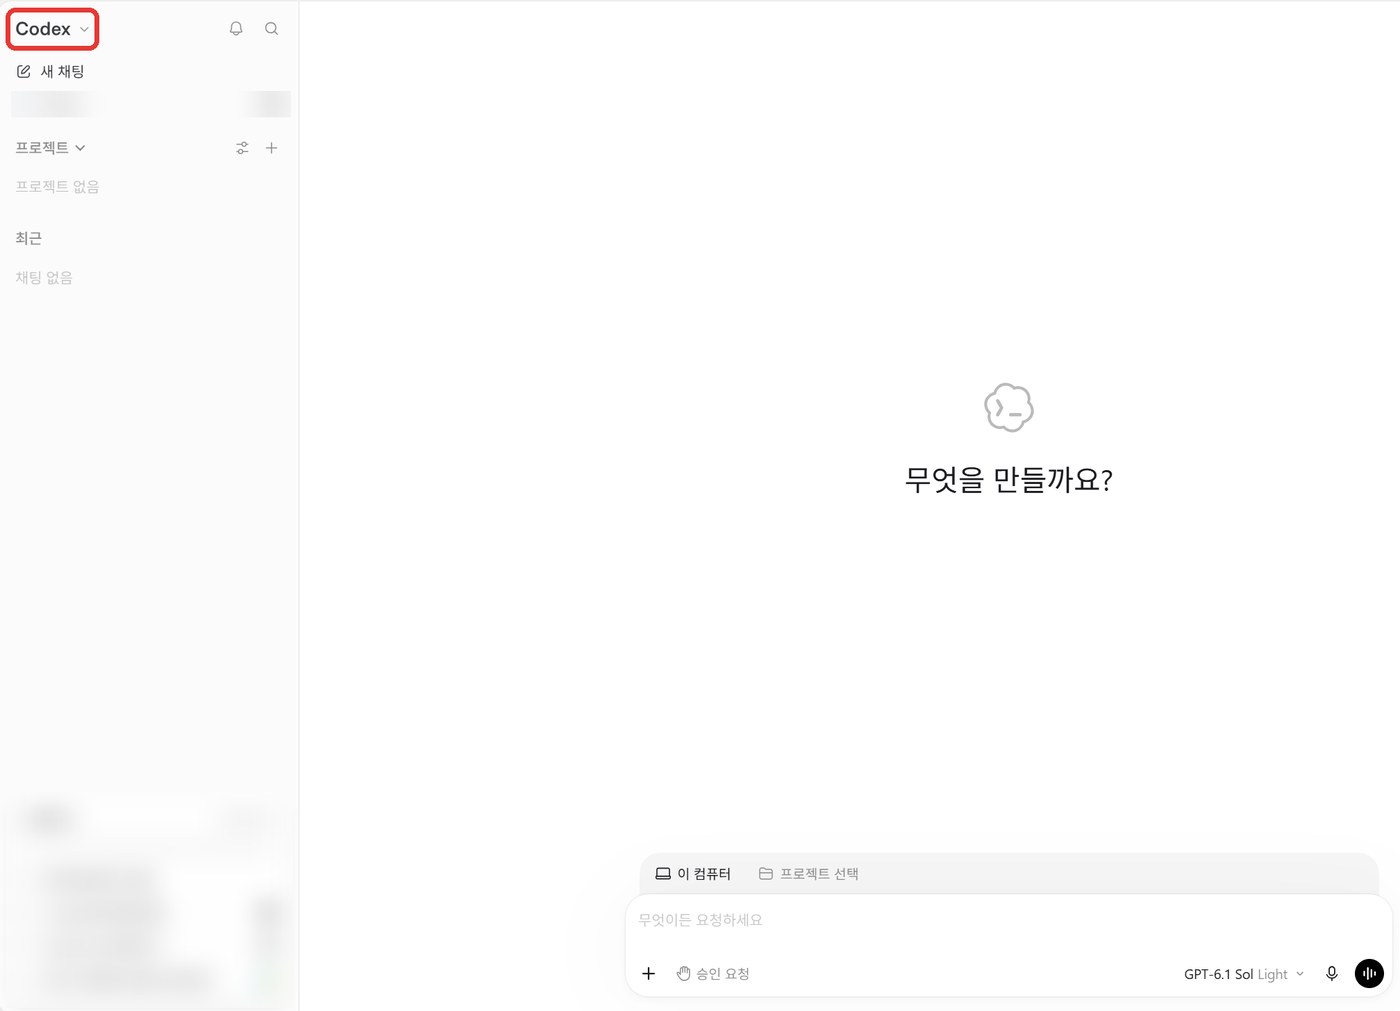 Codex
새 채팅
프로젝트
프로젝트 없음
최근
채팅 없음
무엇을 만들까요?
이 컴퓨터 프로젝트 선택
무엇이든 요청하세요
승인 요청 GPT-6.1 Sol Light